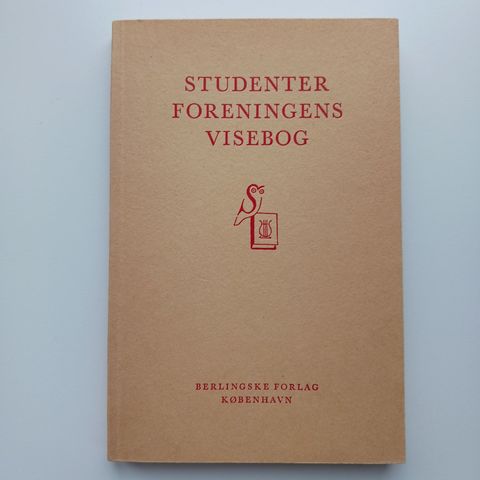 STUDENTER
FORENINGENS
VISEBOG
BERLINGSKE FORLAG
KØBENHAVN